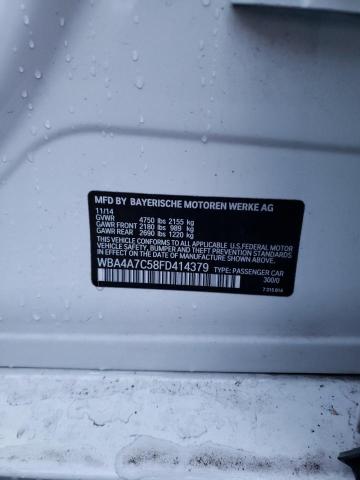 MFD BY BAYERISCHE MOTOREN WERKE AG
11/14
GVWR 4750 lbs 2155 kg
GAWR FRONT 2180 lbs 989 kg
GAWR REAR 2690 lbs 1220 kg
THIS VEHICLE CONFORMS TO ALL APPLICABLE U.S.FEDERAL MOTOR
VEHICLE SAFETY, BUMPER AND THEFT PREVENTION STANDARDS
IN EFFECT ON THE DATE OF MANUFACTURE SHOWN ABOVE.
WBA4A7C58FD414379 TYPE: PASSENGER CAR
300/0